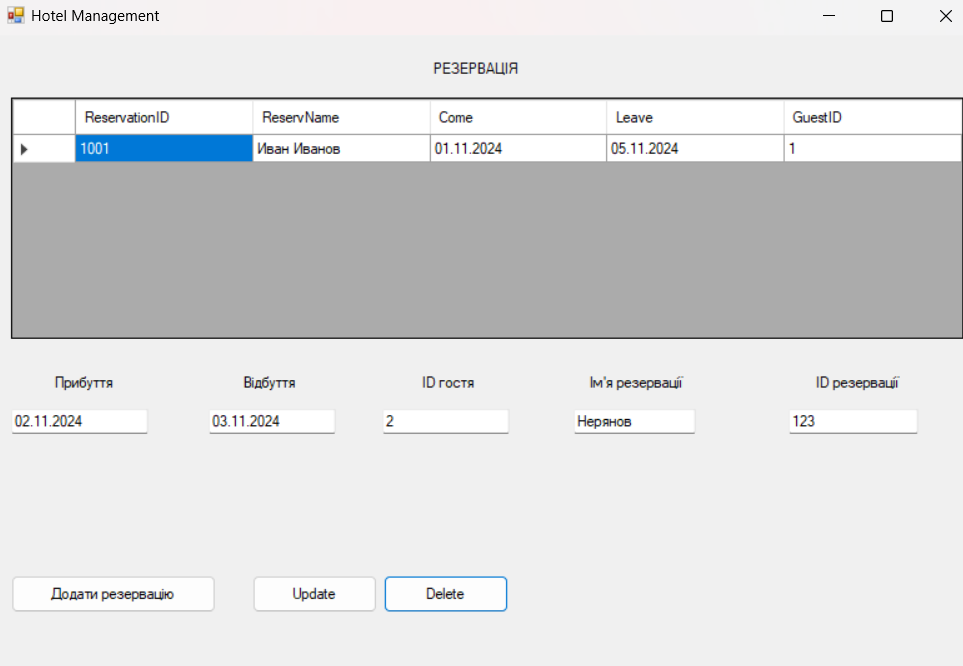 Hotel Management
РЕЗЕРВАЦІЯ
ReservationID ReservName Come Leave GuestID
1001 Иван Иванов 01.11.2024 05.11.2024 1
Прибуття Відбуття ID гостя Ім'я резервації ID резервації
02.11.2024 03.11.2024 2 Нерянов 123
Додати резервацію Update Delete